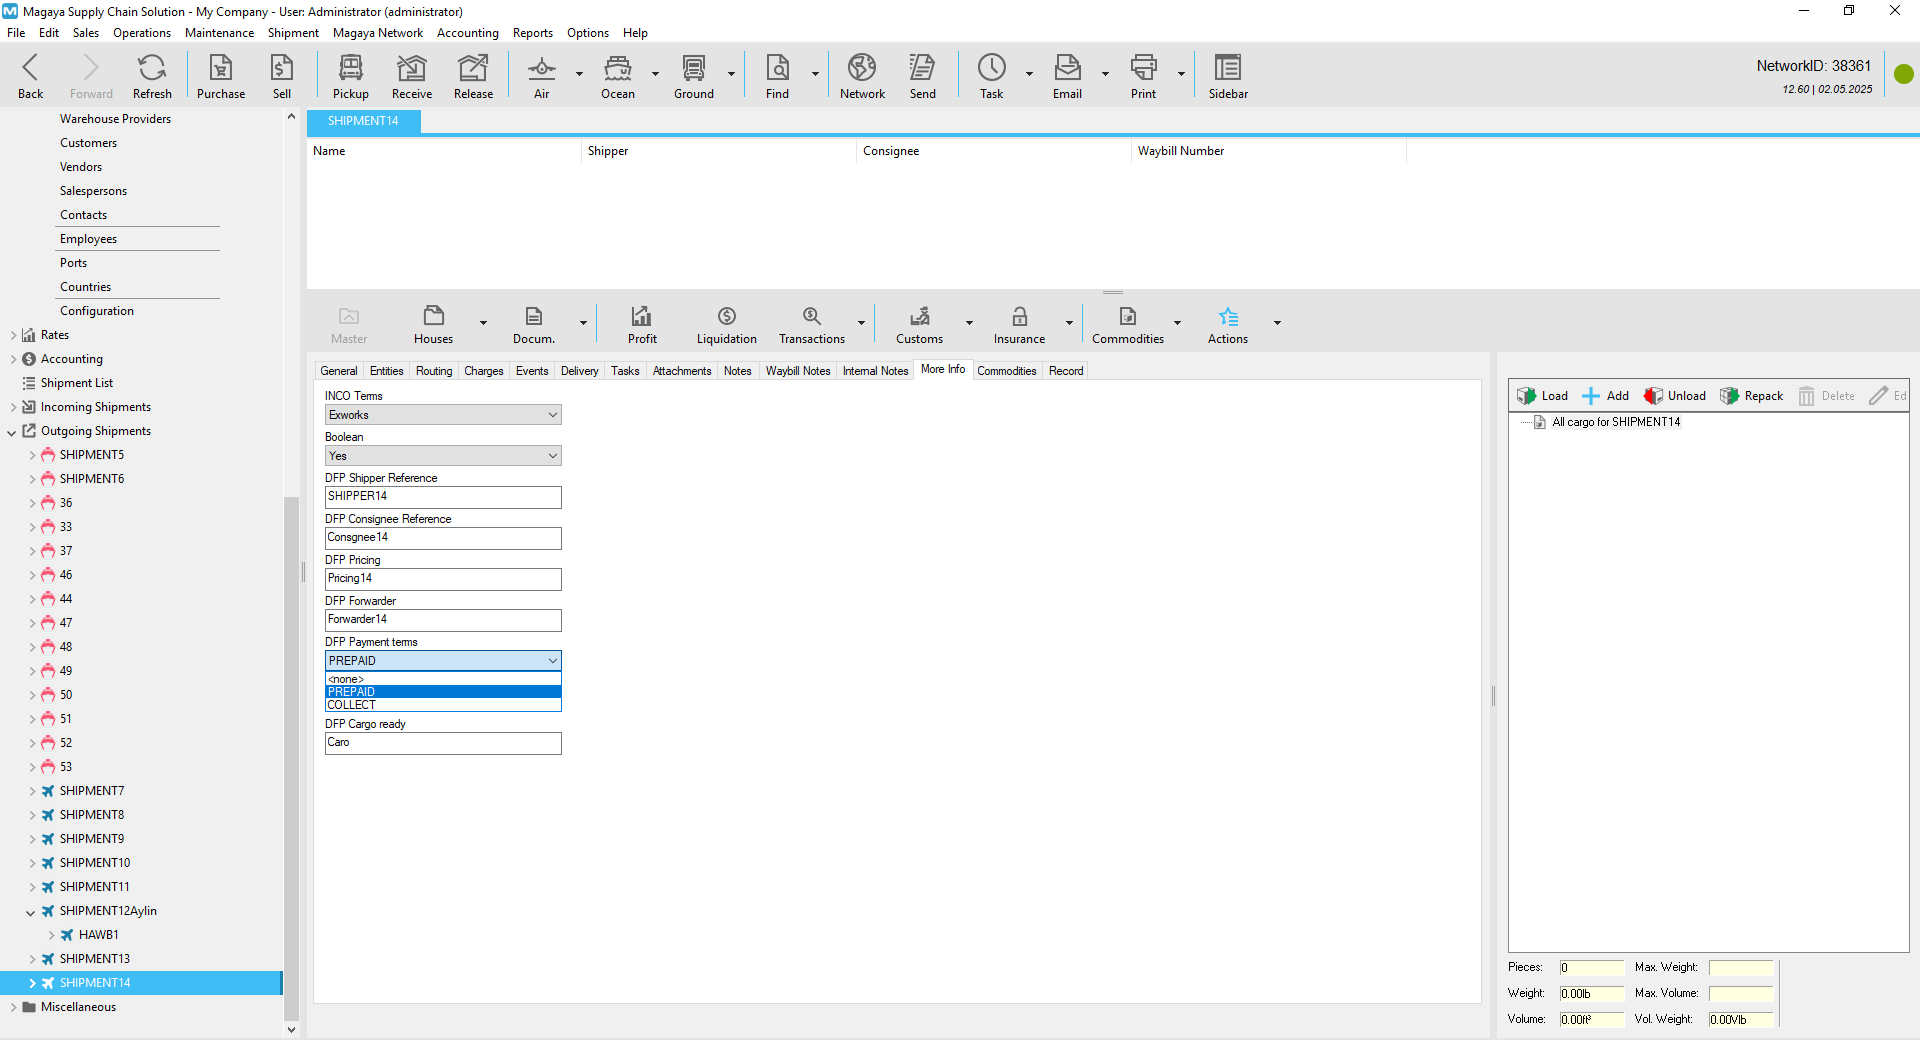 Magaya Supply Chain Solution - My Company - User: Administrator (administrator)
File Edit Sales Operations Maintenance Shipment Magaya Network Accounting Reports Options Help
Back Forward Refresh Purchase Sell Pickup Receive Release Air Ocean Ground Find Network Send Task Email Print Sidebar
NetworkID: 38361
12.60 | 02.05.2025
Warehouse Providers
Customers
Vendors
Salespersons
Contacts
Employees
Ports
Countries
Configuration
Rates
Accounting
Shipment List
Incoming Shipments
Outgoing Shipments
SHIPMENT5
SHIPMENT6
36
33
37
46
44
47
48
49
50
51
52
53
SHIPMENT7
SHIPMENT8
SHIPMENT9
SHIPMENT10
SHIPMENT11
SHIPMENT12Aylin
HAWB1
SHIPMENT13
SHIPMENT14
Miscellaneous
SHIPMENT14
Name Shipper Consignee Waybill Number
Master Houses Docum. Profit Liquidation Transactions Customs Insurance Commodities Actions
General Entities Routing Charges Events Delivery Tasks Attachments Notes Waybill Notes Internal Notes More Info Commodities Record
INCO Terms
Exworks
Boolean
Yes
DFP Shipper Reference
SHIPPER14
DFP Consignee Reference
Consgnee14
DFP Pricing
Pricing14
DFP Forwarder
Forwarder14
DFP Payment terms
PREPAID
<none>
PREPAID
COLLECT
DFP Cargo ready
Caro
Load Add Unload Repack Delete Ed
All cargo for SHIPMENT14
Pieces: 0 Max. Weight:
Weight: 0.00lb Max. Volume:
Volume: 0.00ft³ Vol. Weight: 0.00Vlb